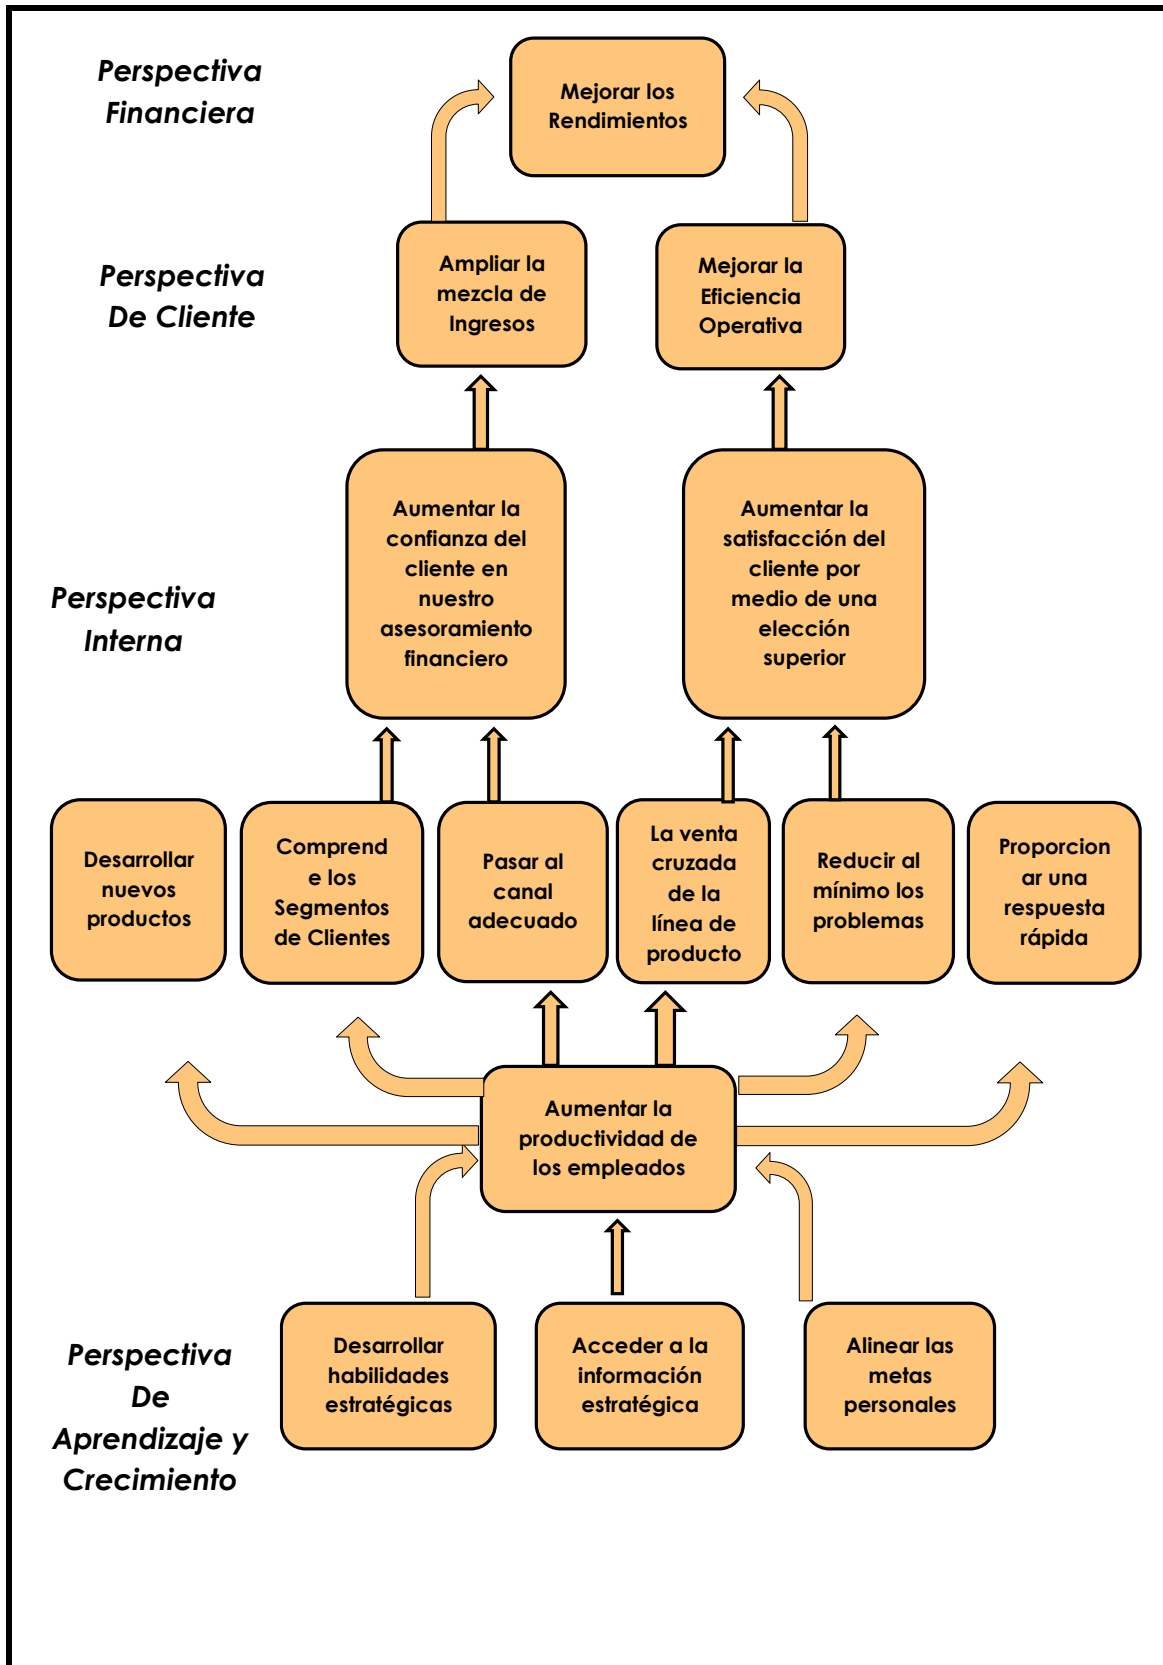 Perspectiva
Financiera
Mejorar los
Rendimientos
Perspectiva
De Cliente
Ampliar la
mezcla de
Ingresos
Mejorar la
Eficiencia
Operativa
Perspectiva
Interna
Aumentar la
confianza del
cliente en
nuestro
asesoramiento
financiero
Aumentar la
satisfacción del
cliente por
medio de una
elección
superior
Desarrollar
nuevos
productos
Comprend
e los
Segmentos
de Clientes
Pasar al
canal
adecuado
La venta
cruzada
de la
línea de
producto
Reducir al
mínimo los
problemas
Proporcion
ar una
respuesta
rápida
Aumentar la
productividad de
los empleados
Perspectiva
De
Aprendizaje y
Crecimiento
Desarrollar
habilidades
estratégicas
Acceder a la
información
estratégica
Alinear las
metas
personales